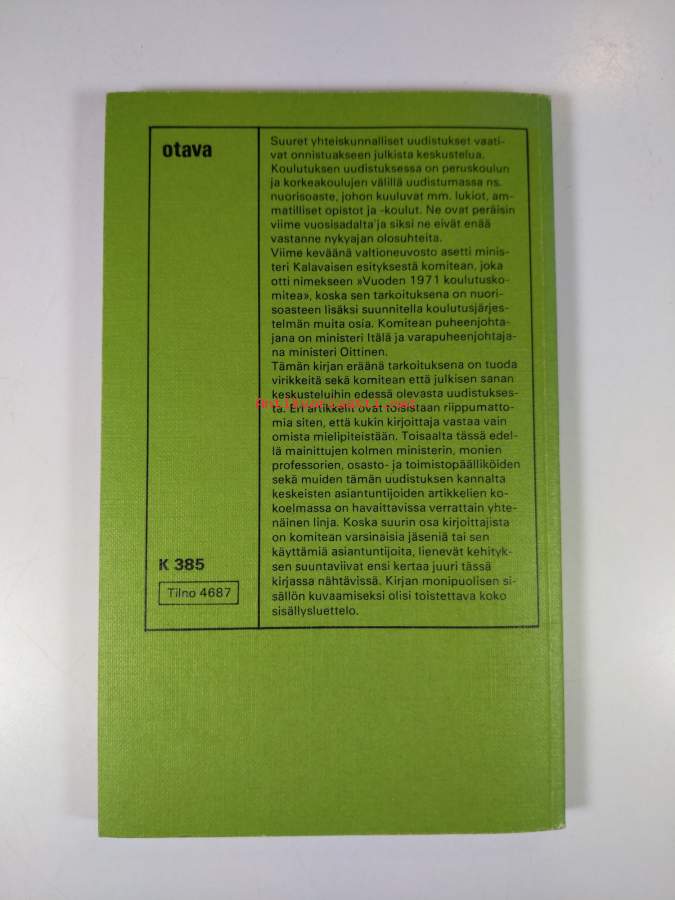 otava
Suuret yhteiskunnalliset uudistukset vaati-
vat onnistuakseen julkista keskustelua.
Koulutuksen uudistuksessa on peruskoulun
ja korkeakoulujen välillä uudistumassa ns.
nuorisoaste, johon kuuluvat mm. lukiot, am-
matilliset opistot ja -koulut. Ne ovat peräisin
viime vuosisadalta ja siksi ne eivät enää
vastanne nykyajan olosuhteita.
Viime keväänä valtioneuvosto asetti minis-
teri Kalavaisen esityksestä komitean, joka
otti nimekseen »Vuoden 1971 koulutusko-
mitea», koska sen tarkoituksena on nuori-
soasteen lisäksi suunnitella koulutusjärjes-
telmän muita osia. Komitean puheenjohta-
jana on ministeri Itälä ja varapuheenjohtaja-
na ministeri Oittinen.
Tämän kirjan eräänä tarkoituksena on tuoda
virikkeitä sekä komitean että julkisen sanan
keskusteluihin edessä olevasta uudistukses-
ta. Eri artikkelit ovat toisistaan riippumatto-
mia siten, että kukin kirjoittaja vastaa vain
omista mielipiteistään. Toisaalta tässä edel-
lä mainittujen kolmen ministerin, monien
professorien, osasto- ja toimistopäälliköiden
sekä muiden tämän uudistuksen kannalta
keskeisten asiantuntijoiden artikkelien ko-
koelmassa on havaittavissa verrattain yhte-
näinen linja. Koska suurin osa kirjoittajista
on komitean varsinaisia jäseniä tai sen
käyttämiä asiantuntijoita, lienevät kehityk-
sen suuntaviivat ensi kertaa juuri tässä
kirjassa nähtävissä. Kirjan monipuolisen si-
sällön kuvaamiseksi olisi toistettava koko
sisällysluettelo.
K 385
Tilno 4687